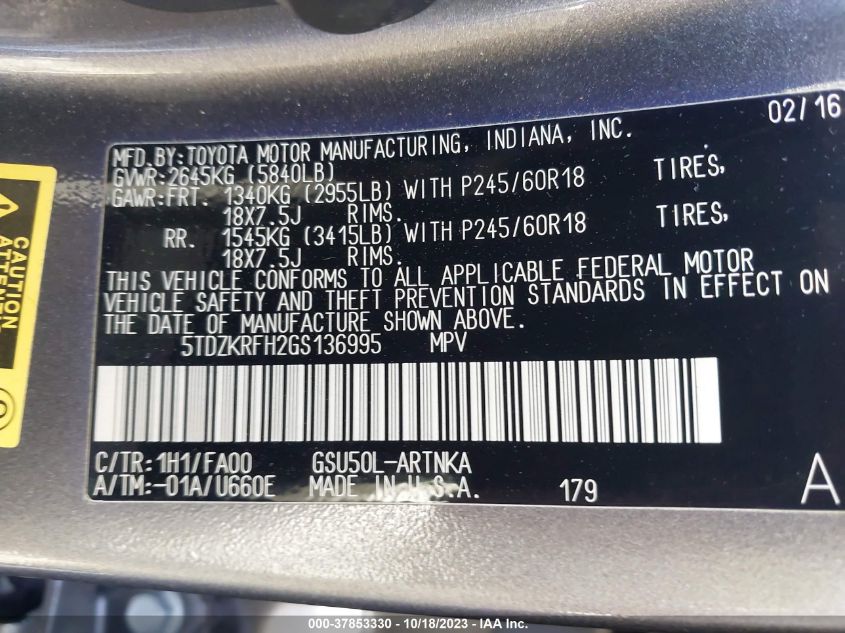 02/16
MFD.BY:TOYOTA MOTOR MANUFACTURING, INDIANA, INC.
GVWR:2645KG (5840LB)
GAWR:FRT. 1340KG (2955LB) WITH P245/60R18 TIRES,
18X7.5J RIMS.
RR. 1545KG (3415LB) WITH P245/60R18 TIRES,
18X7.5J RIMS.
THIS VEHICLE CONFORMS TO ALL APPLICABLE FEDERAL MOTOR
VEHICLE SAFETY AND THEFT PREVENTION STANDARDS IN EFFECT ON
THE DATE OF MANUFACTURE SHOWN ABOVE.
5TDZKRFH2GS136995 MPV
C/TR:1H1/FA00 GSU50L-ARTNKA
A/TM:-01A/U660E MADE IN U.S.A. 179 A
CAUTION
000-37853330 - 10/18/2023 - IAA Inc.